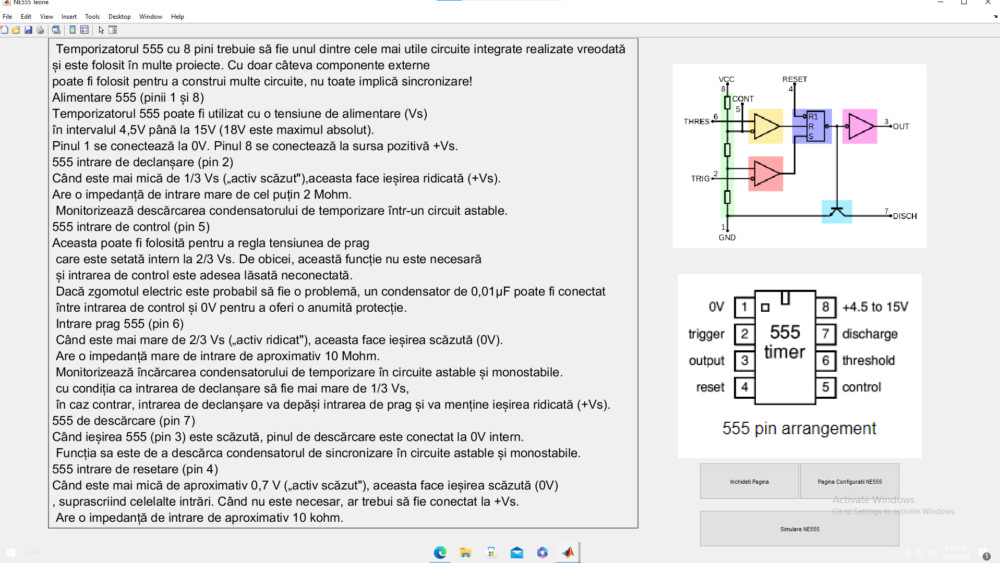 NE555 Teorie
File Edit View Insert Tools Desktop Window Help
Temporizatorul 555 cu 8 pini trebuie să fie unul dintre cele mai utile circuite integrate realizate vreodată
și este folosit în multe proiecte. Cu doar câteva componente externe
poate fi folosit pentru a construi multe circuite, nu toate implică sincronizare!
Alimentare 555 (pinii 1 și 8)
Temporizatorul 555 poate fi utilizat cu o tensiune de alimentare (Vs)
în intervalul 4,5V până la 15V (18V este maximul absolut).
Pinul 1 se conectează la 0V. Pinul 8 se conectează la sursa pozitivă +Vs.
555 intrare de declanșare (pin 2)
Când este mai mică de 1/3 Vs („activ scăzut"),aceasta face ieșirea ridicată (+Vs).
Are o impedanță de intrare mare de cel puțin 2 Mohm.
Monitorizează descărcarea condensatorului de temporizare într-un circuit astable.
555 intrare de control (pin 5)
Aceasta poate fi folosită pentru a regla tensiunea de prag
care este setată intern la 2/3 Vs. De obicei, această funcție nu este necesară
și intrarea de control este adesea lăsată neconectată.
Dacă zgomotul electric este probabil să fie o problemă, un condensator de 0,01µF poate fi conectat
între intrarea de control și 0V pentru a oferi o anumită protecție.
Intrare prag 555 (pin 6)
Când este mai mare de 2/3 Vs („activ ridicat"), aceasta face ieșirea scăzută (0V).
Are o impedanță mare de intrare de aproximativ 10 Mohm.
Monitorizează încărcarea condensatorului de temporizare în circuite astable și monostabile.
cu condiția ca intrarea de declanșare să fie mai mare de 1/3 Vs,
în caz contrar, intrarea de declanșare va depăși intrarea de prag și va menține ieșirea ridicată (+Vs).
555 de descărcare (pin 7)
Când ieșirea 555 (pin 3) este scăzută, pinul de descărcare este conectat la 0V intern.
Funcția sa este de a descărca condensatorul de sincronizare în circuite astable și monostabile.
555 intrare de resetare (pin 4)
Când este mai mică de aproximativ 0,7 V („activ scăzut"), aceasta face ieșirea scăzută (0V)
, suprascriind celelalte intrări. Când nu este necesar, ar trebui să fie conectat la +Vs.
Are o impedanță de intrare de aproximativ 10 kohm.
VCC RESET
8 4
CONT
5
THRES 6 R1
R 3 OUT
S
TRIG 2
7 DISCH
1
GND
0V 1 8 +4.5 to 15V
trigger 2 555 7 discharge
timer
output 3 6 threshold
reset 4 5 control
555 pin arrangement
Inchideti Pagina Pagina Configuratii NE555
Activate Windows
Go to Settings to activate Windows.
Simulare NE555
Links
4:35 PM
1/25/2024
1